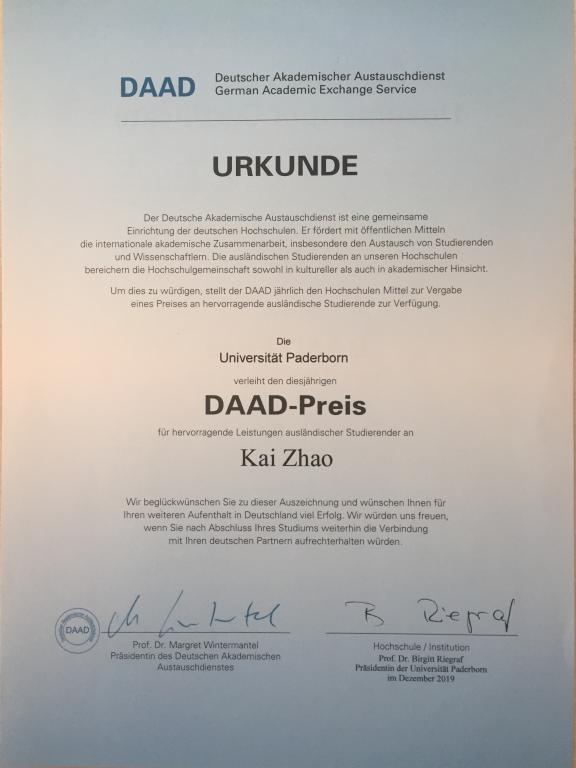 DAAD
Deutscher Akademischer Austauschdienst
German Academic Exchange Service
URKUNDE
Der Deutsche Akademische Austauschdienst ist eine gemeinsame
Einrichtung der deutschen Hochschulen. Er fördert mit öffentlichen Mitteln
die internationale akademische Zusammenarbeit, insbesondere den Austausch von Studierenden
und Wissenschaftlern. Die ausländischen Studierenden an unseren Hochschulen
bereichern die Hochschulgemeinschaft sowohl in kultureller als auch in akademischer Hinsicht.
Um dies zu würdigen, stellt der DAAD jährlich den Hochschulen Mittel zur Vergabe
eines Preises an hervorragende ausländische Studierende zur Verfügung.
Die
Universität Paderborn
verleiht den diesjährigen
DAAD-Preis
für hervorragende Leistungen ausländischer Studierender an
Kai Zhao
Wir beglückwünschen Sie zu dieser Auszeichnung und wünschen Ihnen für
Ihren weiteren Aufenthalt in Deutschland viel Erfolg. Wir würden uns freuen,
wenn Sie nach Abschluss Ihres Studiums weiterhin die Verbindung
mit Ihren deutschen Partnern aufrechterhalten würden.
DAAD
Prof. Dr. Margret Wintermantel
Präsidentin des Deutschen Akademischen
Austauschdienstes
B Riegraf
Hochschule / Institution
Prof. Dr. Birgitt Riegraf
Präsidentin der Universität Paderborn
im Dezember 2019